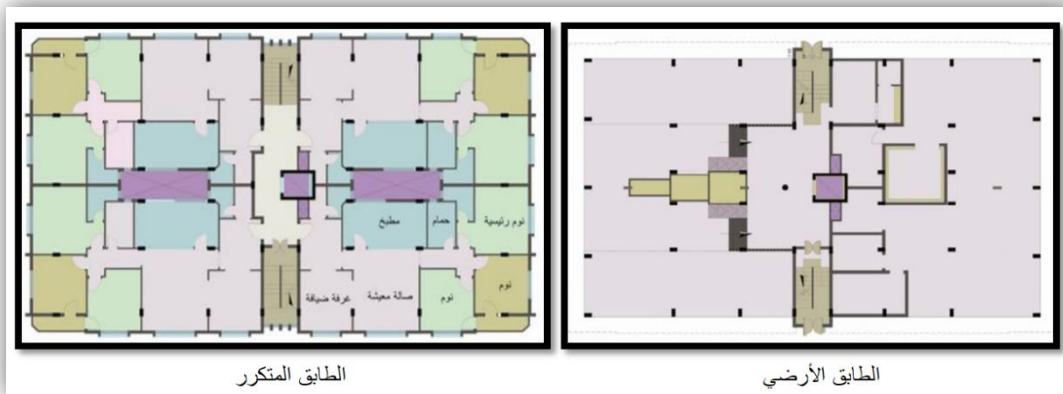 مطبخ
حمام
نوم رئيسية
غرفة ضيافة
صالة معيشة
نوم
نوم
الطابق المتكرر
الطابق الأرضي